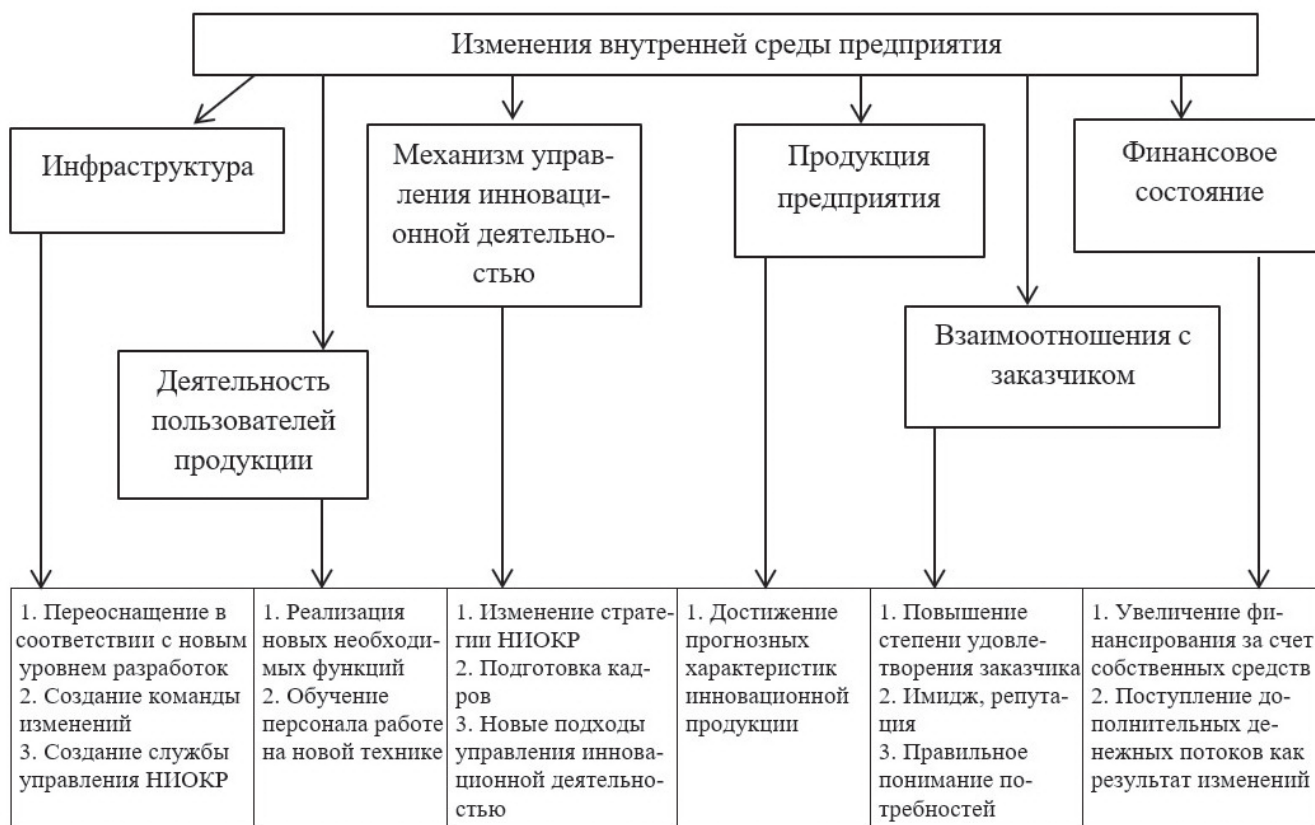 Изменения внутренней среды предприятия
Инфраструктура
Механизм управ-
ления инноваци-
онной деятельно-
стью
Продукция
предприятия
Финансовое
состояние
Деятельность
пользователей
продукции
Взаимоотношения с
заказчиком
1. Переоснащение в
соответствии с новым
уровнем разработок
2. Создание команды
изменений
3. Создание службы
управления НИОКР
1. Реализация
новых необходи-
мых функций
2. Обучение
персонала работе
на новой технике
1. Изменение страте-
гии НИОКР
2. Подготовка кад-
ров
3. Новые подходы
управления иннова-
ционной деятельно-
стью
1. Достижение
прогнозных
характеристик
инновационной
продукции
1. Повышение
степени удовле-
творения заказчика
2. Имидж, репута-
ция
3. Правильное
понимание по-
требностей
1. Увеличение фи-
нансирования за счет
собственных средств
2. Поступление до-
полнительных де-
нежных потоков как
результат изменений